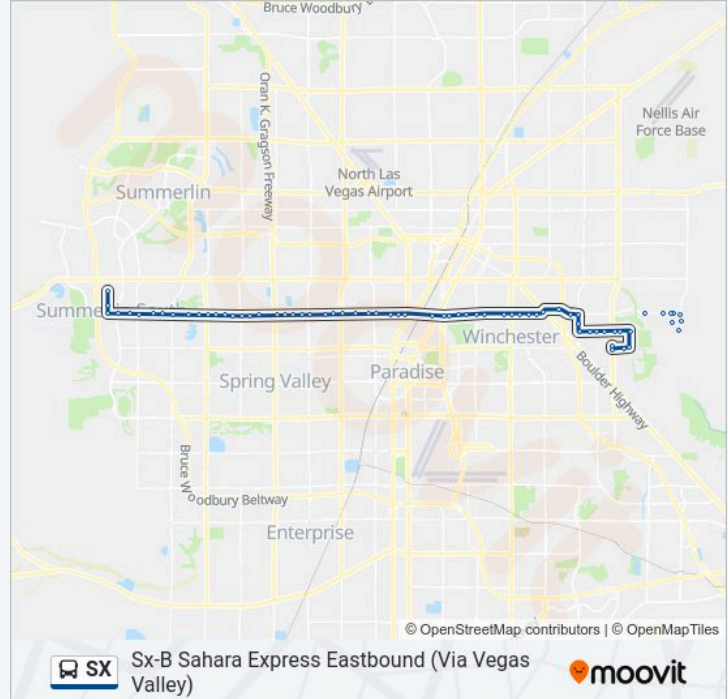 Bruce Woodbury
Oran K. Gragson Freeway
Nellis Air
Force Base
North Las
Vegas Airport
Summerlin
Summerlin South
Winchester
Spring Valley
Paradise
Boulder Highway
Bruce Woodbury Beltway
Enterprise
© OpenStreetMap contributors | © OpenMapTiles
SX
Sx-B Sahara Express Eastbound (Via Vegas
Valley)
moovit